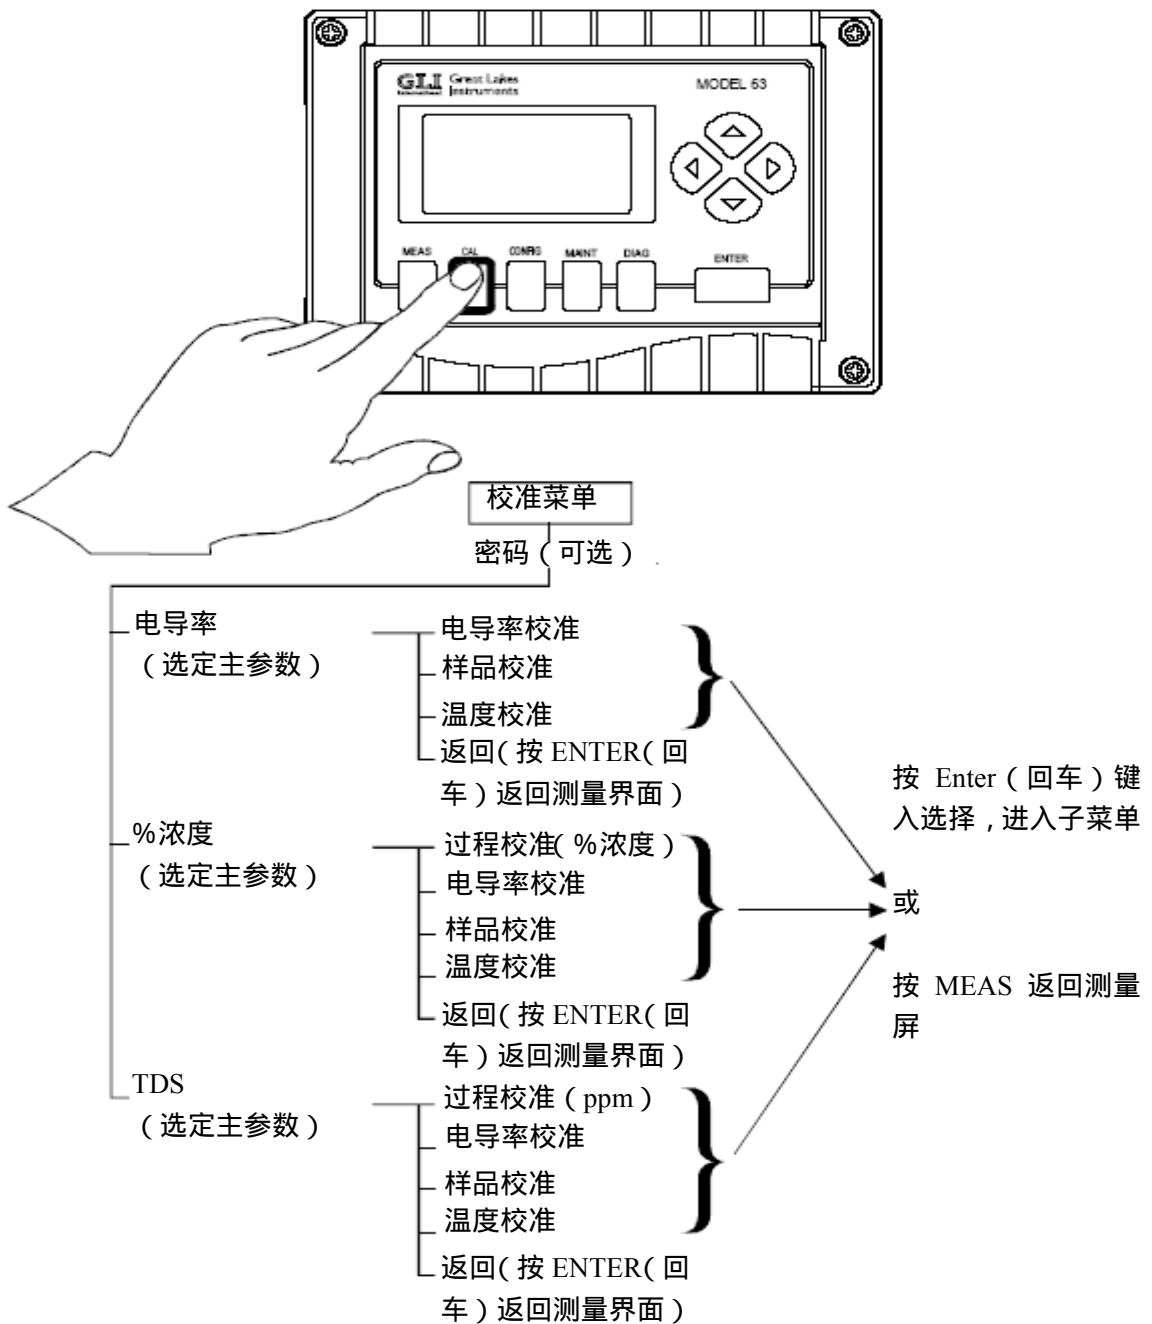 GLI Great Lakes
International Instruments
MODEL 53
MEAS CAL CONFIG MAINT DIAG ENTER
校准菜单
密码（可选）
电导率
（选定主参数）
电导率校准
样品校准
温度校准
返回（按 ENTER（回
车）返回测量界面）
%浓度
（选定主参数）
过程校准（%浓度）
电导率校准
样品校准
温度校准
返回（按 ENTER（回
车）返回测量界面）
TDS
（选定主参数）
过程校准（ppm）
电导率校准
样品校准
温度校准
返回（按 ENTER（回
车）返回测量界面）
按 Enter（回车）键
入选择，进入子菜单
或
按 MEAS 返回测量
屏